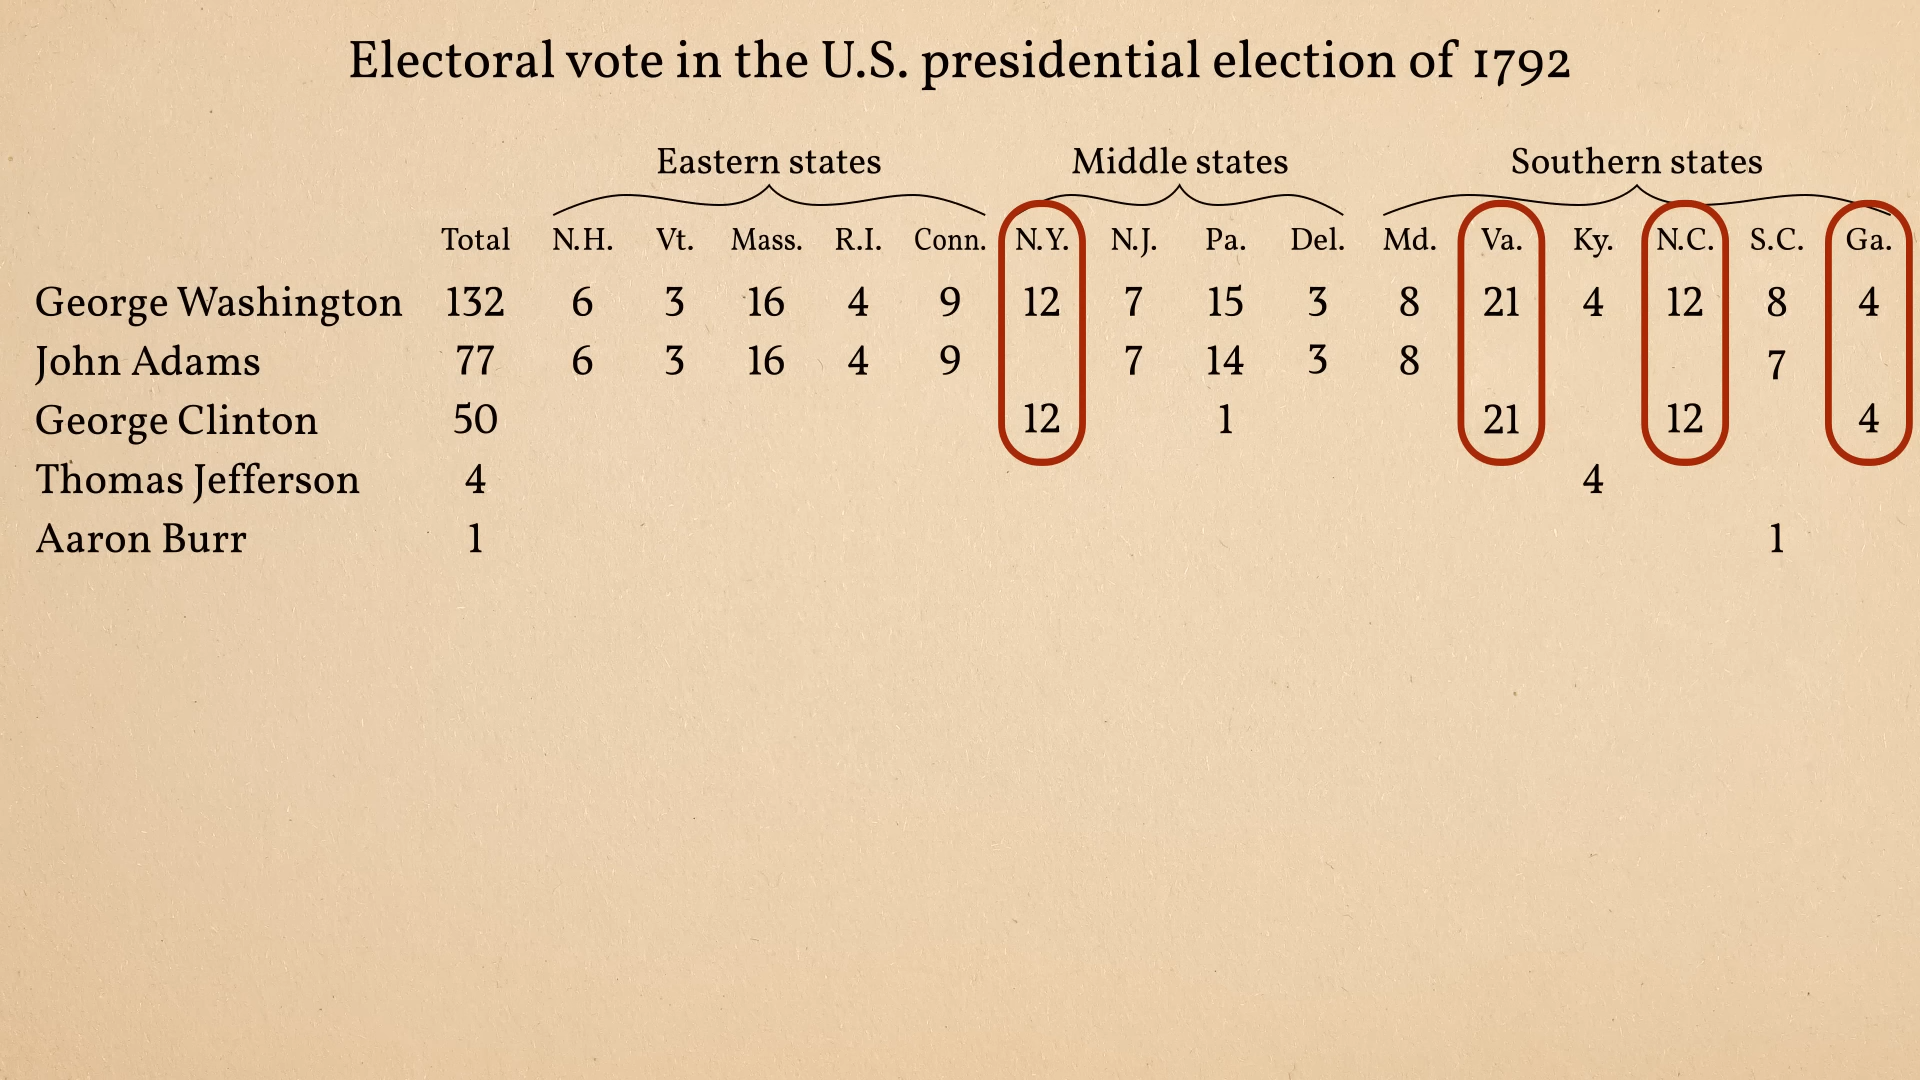 Electoral vote in the U.S. presidential election of 1792
Eastern states Middle states Southern states
Total N.H. Vt. Mass. R.I. Conn. N.Y. N.J. Pa. Del. Md. Va. Ky. N.C. S.C. Ga.
George Washington 132 6 3 16 4 9 12 7 15 3 8 21 4 12 8 4
John Adams 77 6 3 16 4 9 7 14 3 8 7
George Clinton 50 12 1 21 12 4
Thomas Jefferson 4 4
Aaron Burr 1 1